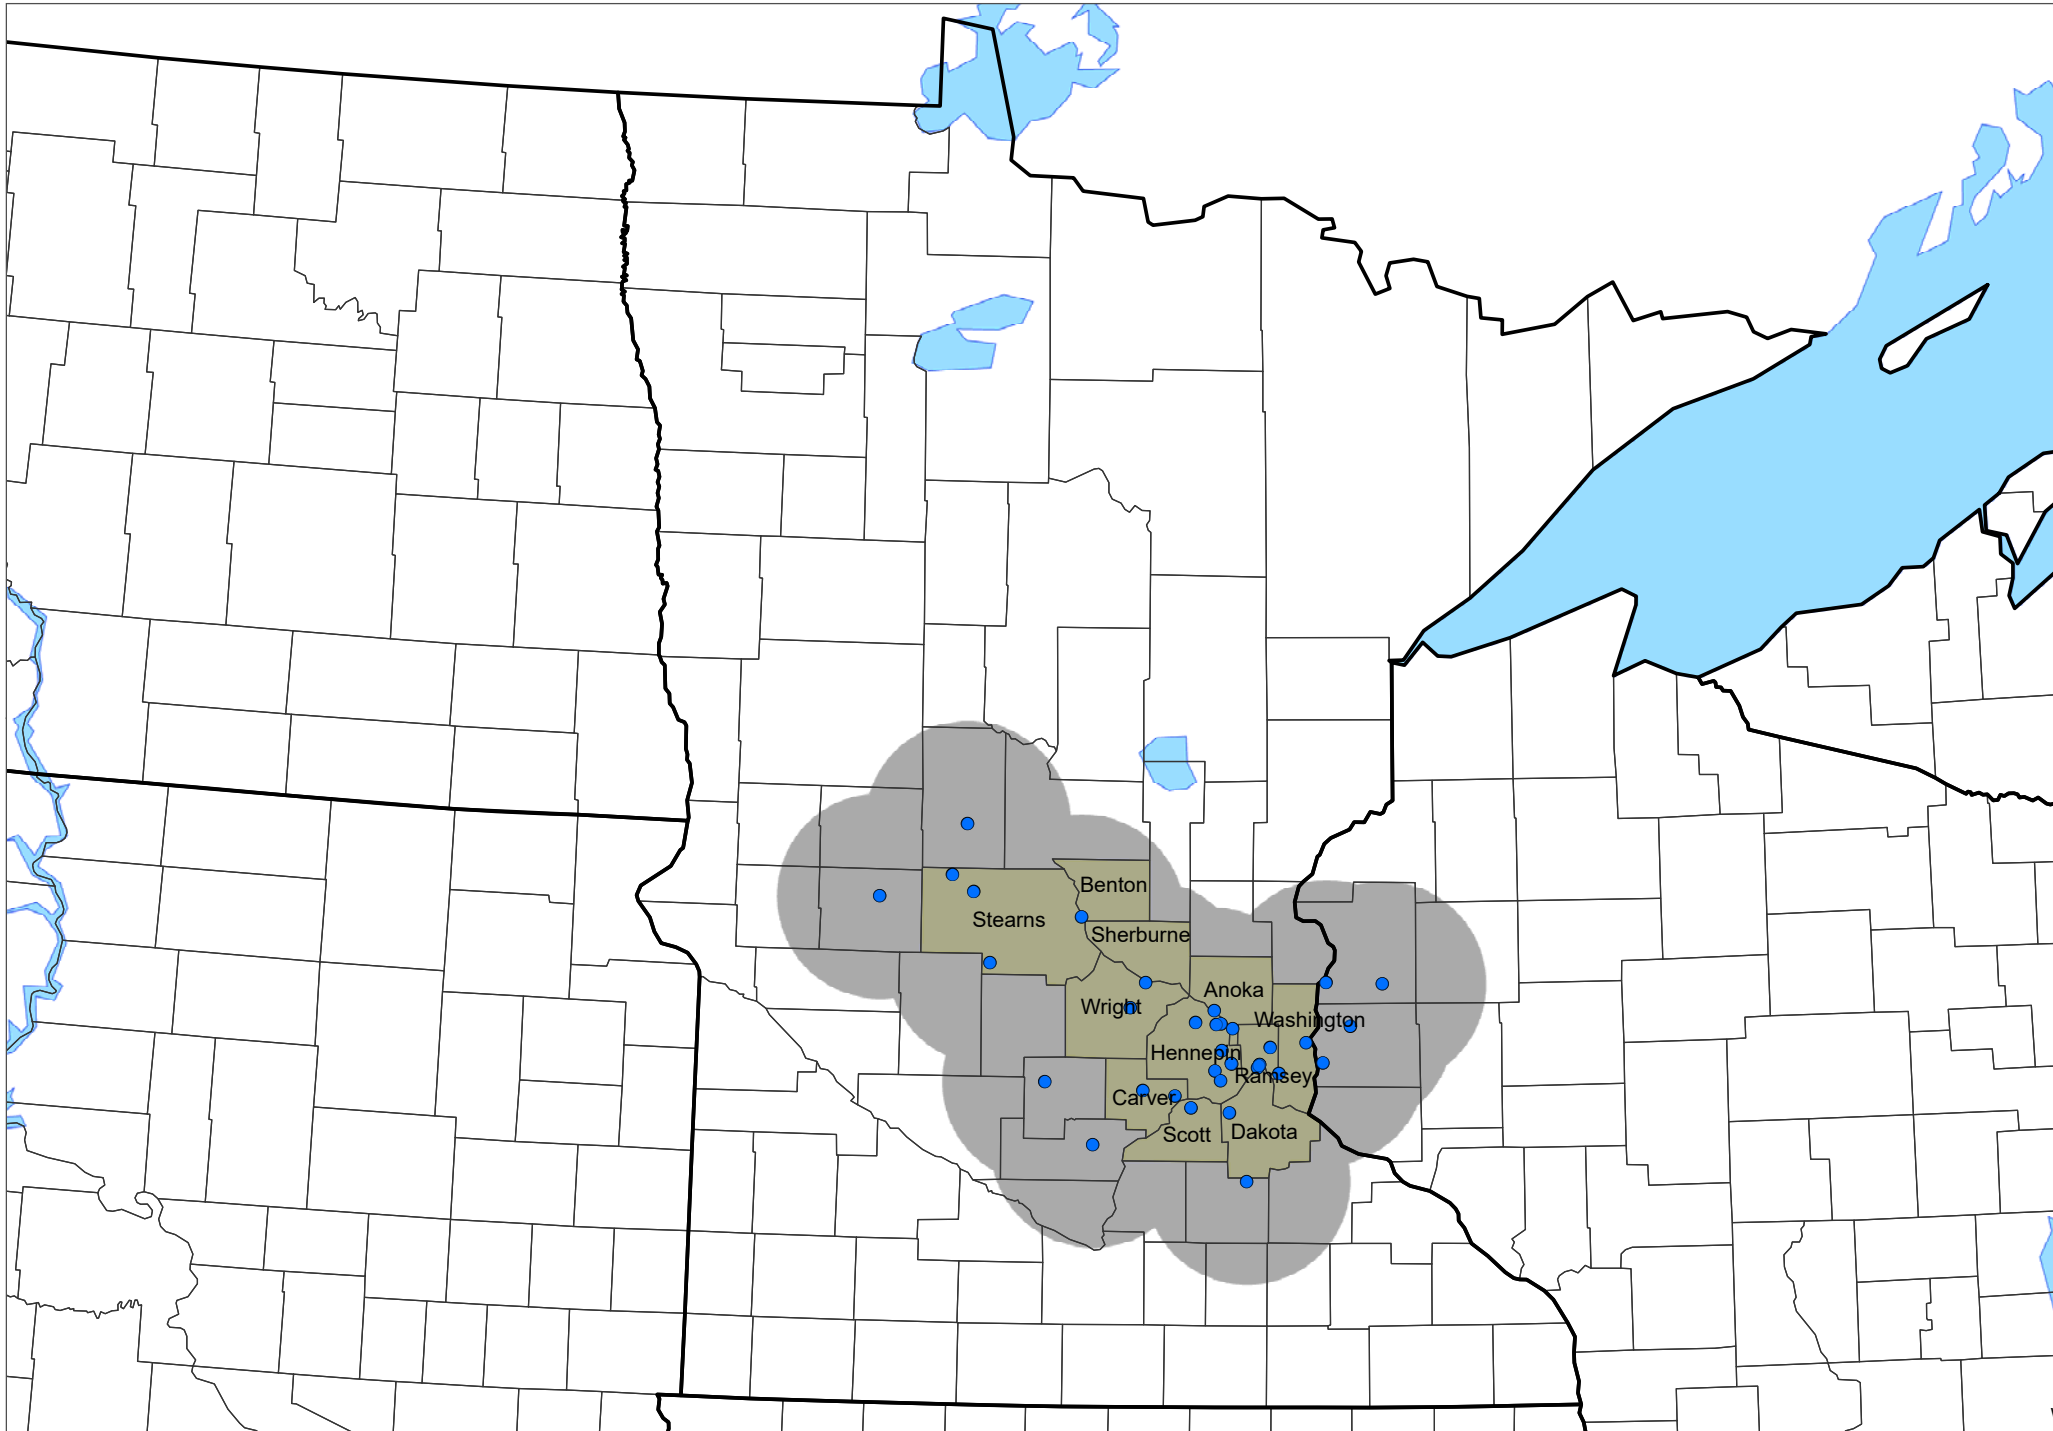 Benton
Stearns
Sherburne
Anoka
Wright
Washington
Hennepin
Ramsey
Carver
Scott
Dakota